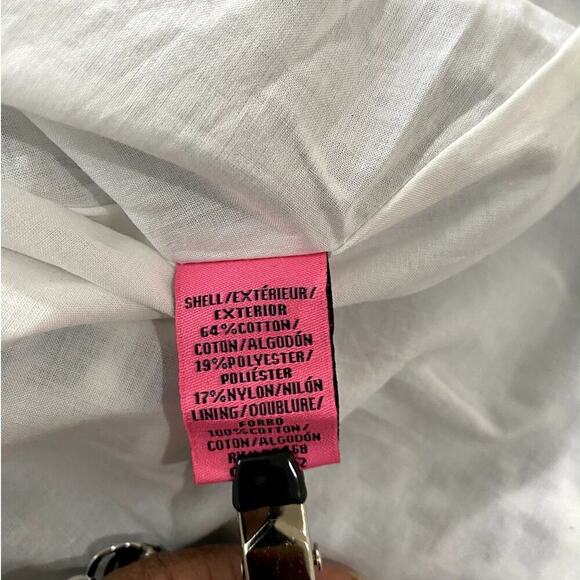 SHELL/EXTÉRIEUR/
EXTERIOR
64%COTTON/
COTON/ALGODÓN
19%POLYESTER/
POLIÉSTER
17%NYLON/NILÓN
LINING/DOUBLURE/
FORRO
100%COTTON/
COTON/ALGODÓN